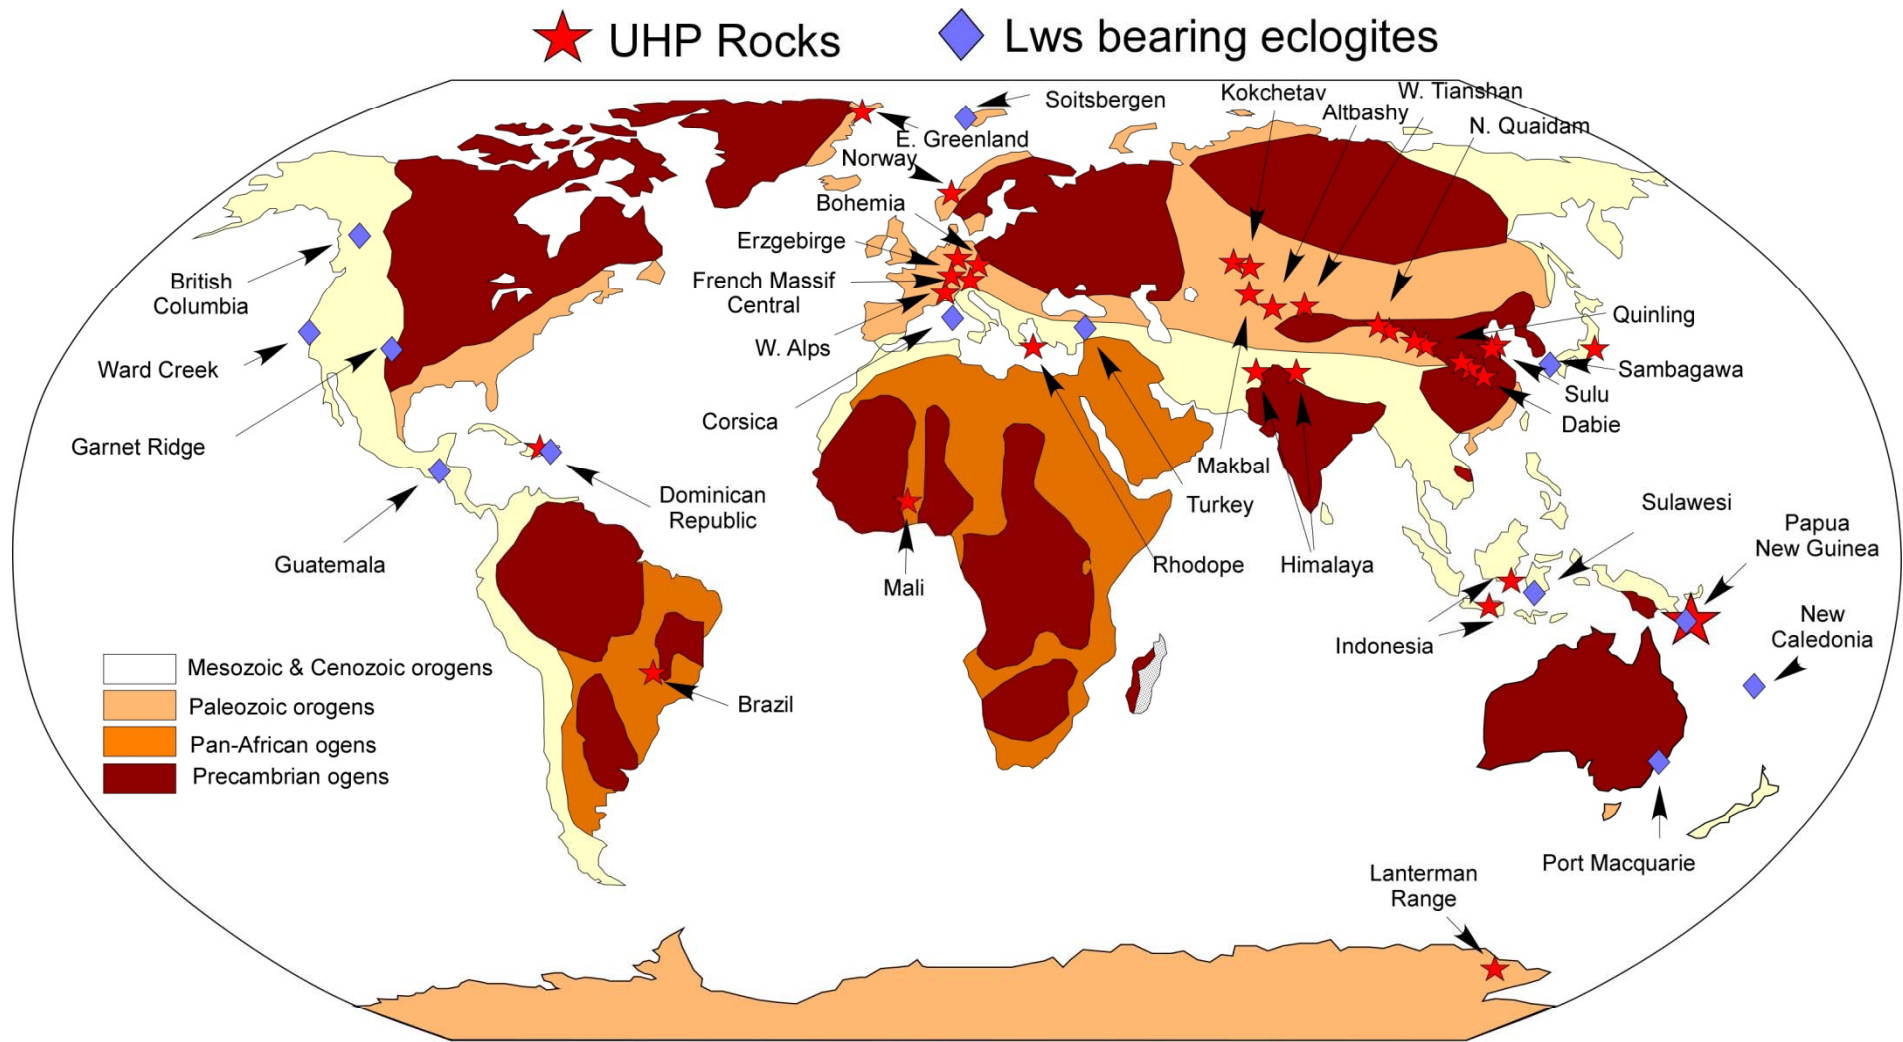 UHP Rocks
Lws bearing eclogites
Kokchetav
W. Tianshan
Soitsbergen
Altbashy
N. Quaidam
E. Greenland
Norway
Bohemia
Erzgebirge
French Massif
Central
W. Alps
British
Columbia
Ward Creek
Garnet Ridge
Corsica
Quinling
Sambagawa
Sulu
Dabie
Makbal
Turkey
Dominican
Republic
Guatemala
Mali
Rhodope
Himalaya
Sulawesi
Papua
New Guinea
New
Caledonia
Indonesia
Brazil
Mesozoic & Cenozoic orogens
Paleozoic orogens
Pan-African ogens
Precambrian ogens
Port Macquarie
Lanterman
Range